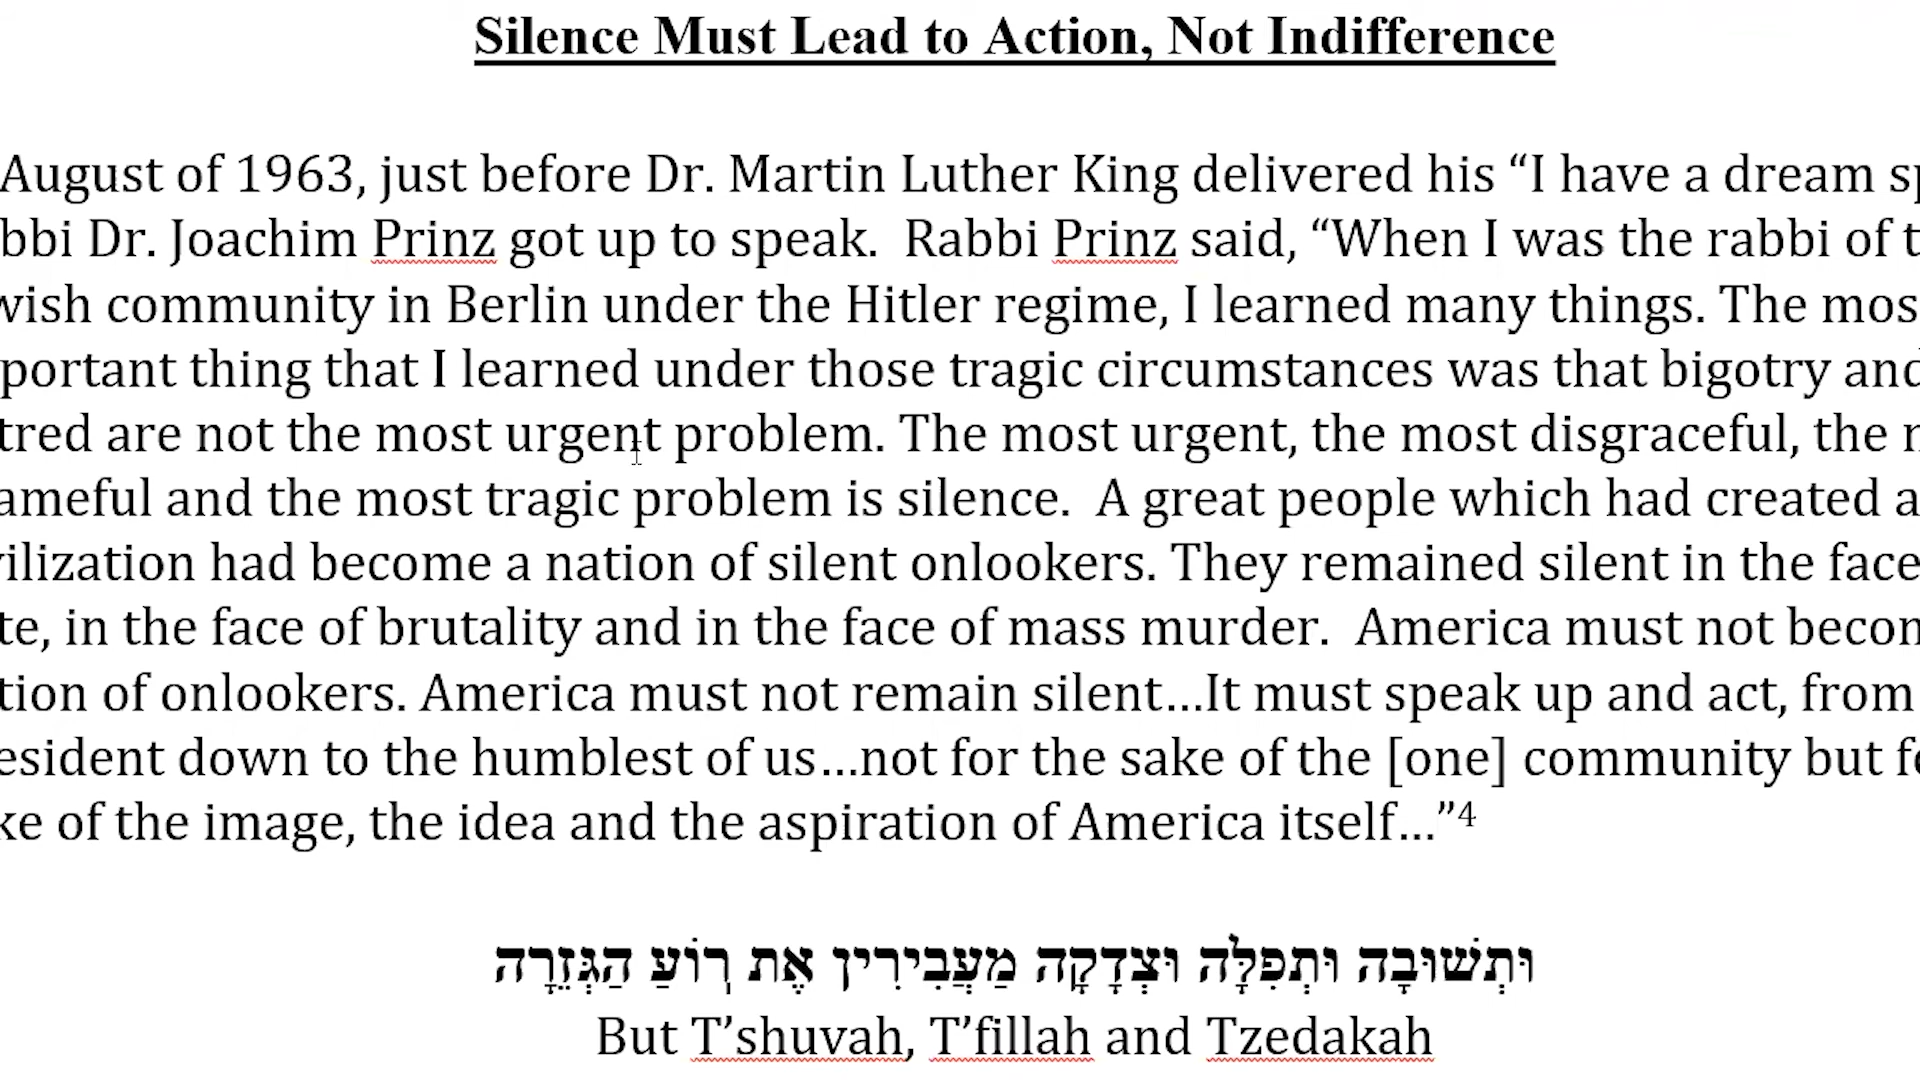 Silence Must Lead to Action, Not Indifference
August of 1963, just before Dr. Martin Luther King delivered his “I have a dream sp
bbi Dr. Joachim Prinz got up to speak.  Rabbi Prinz said, “When I was the rabbi of t
wish community in Berlin under the Hitler regime, I learned many things. The mos
portant thing that I learned under those tragic circumstances was that bigotry and
tred are not the most urgent problem. The most urgent, the most disgraceful, the
ameful and the most tragic problem is silence.  A great people which had created a
ilization had become a nation of silent onlookers. They remained silent in the face
te, in the face of brutality and in the face of mass murder.  America must not becom
tion of onlookers. America must not remain silent…It must speak up and act, from
esident down to the humblest of us…not for the sake of the [one] community but fo
ke of the image, the idea and the aspiration of America itself…”4
וּתְשׁוּבָה וּתְפִלָּה וּצְדָקָה מַעֲבִירִין אֶת רֽוֹעַ הַגְּזֵרָה
But T’shuvah, T’fillah and Tzedakah